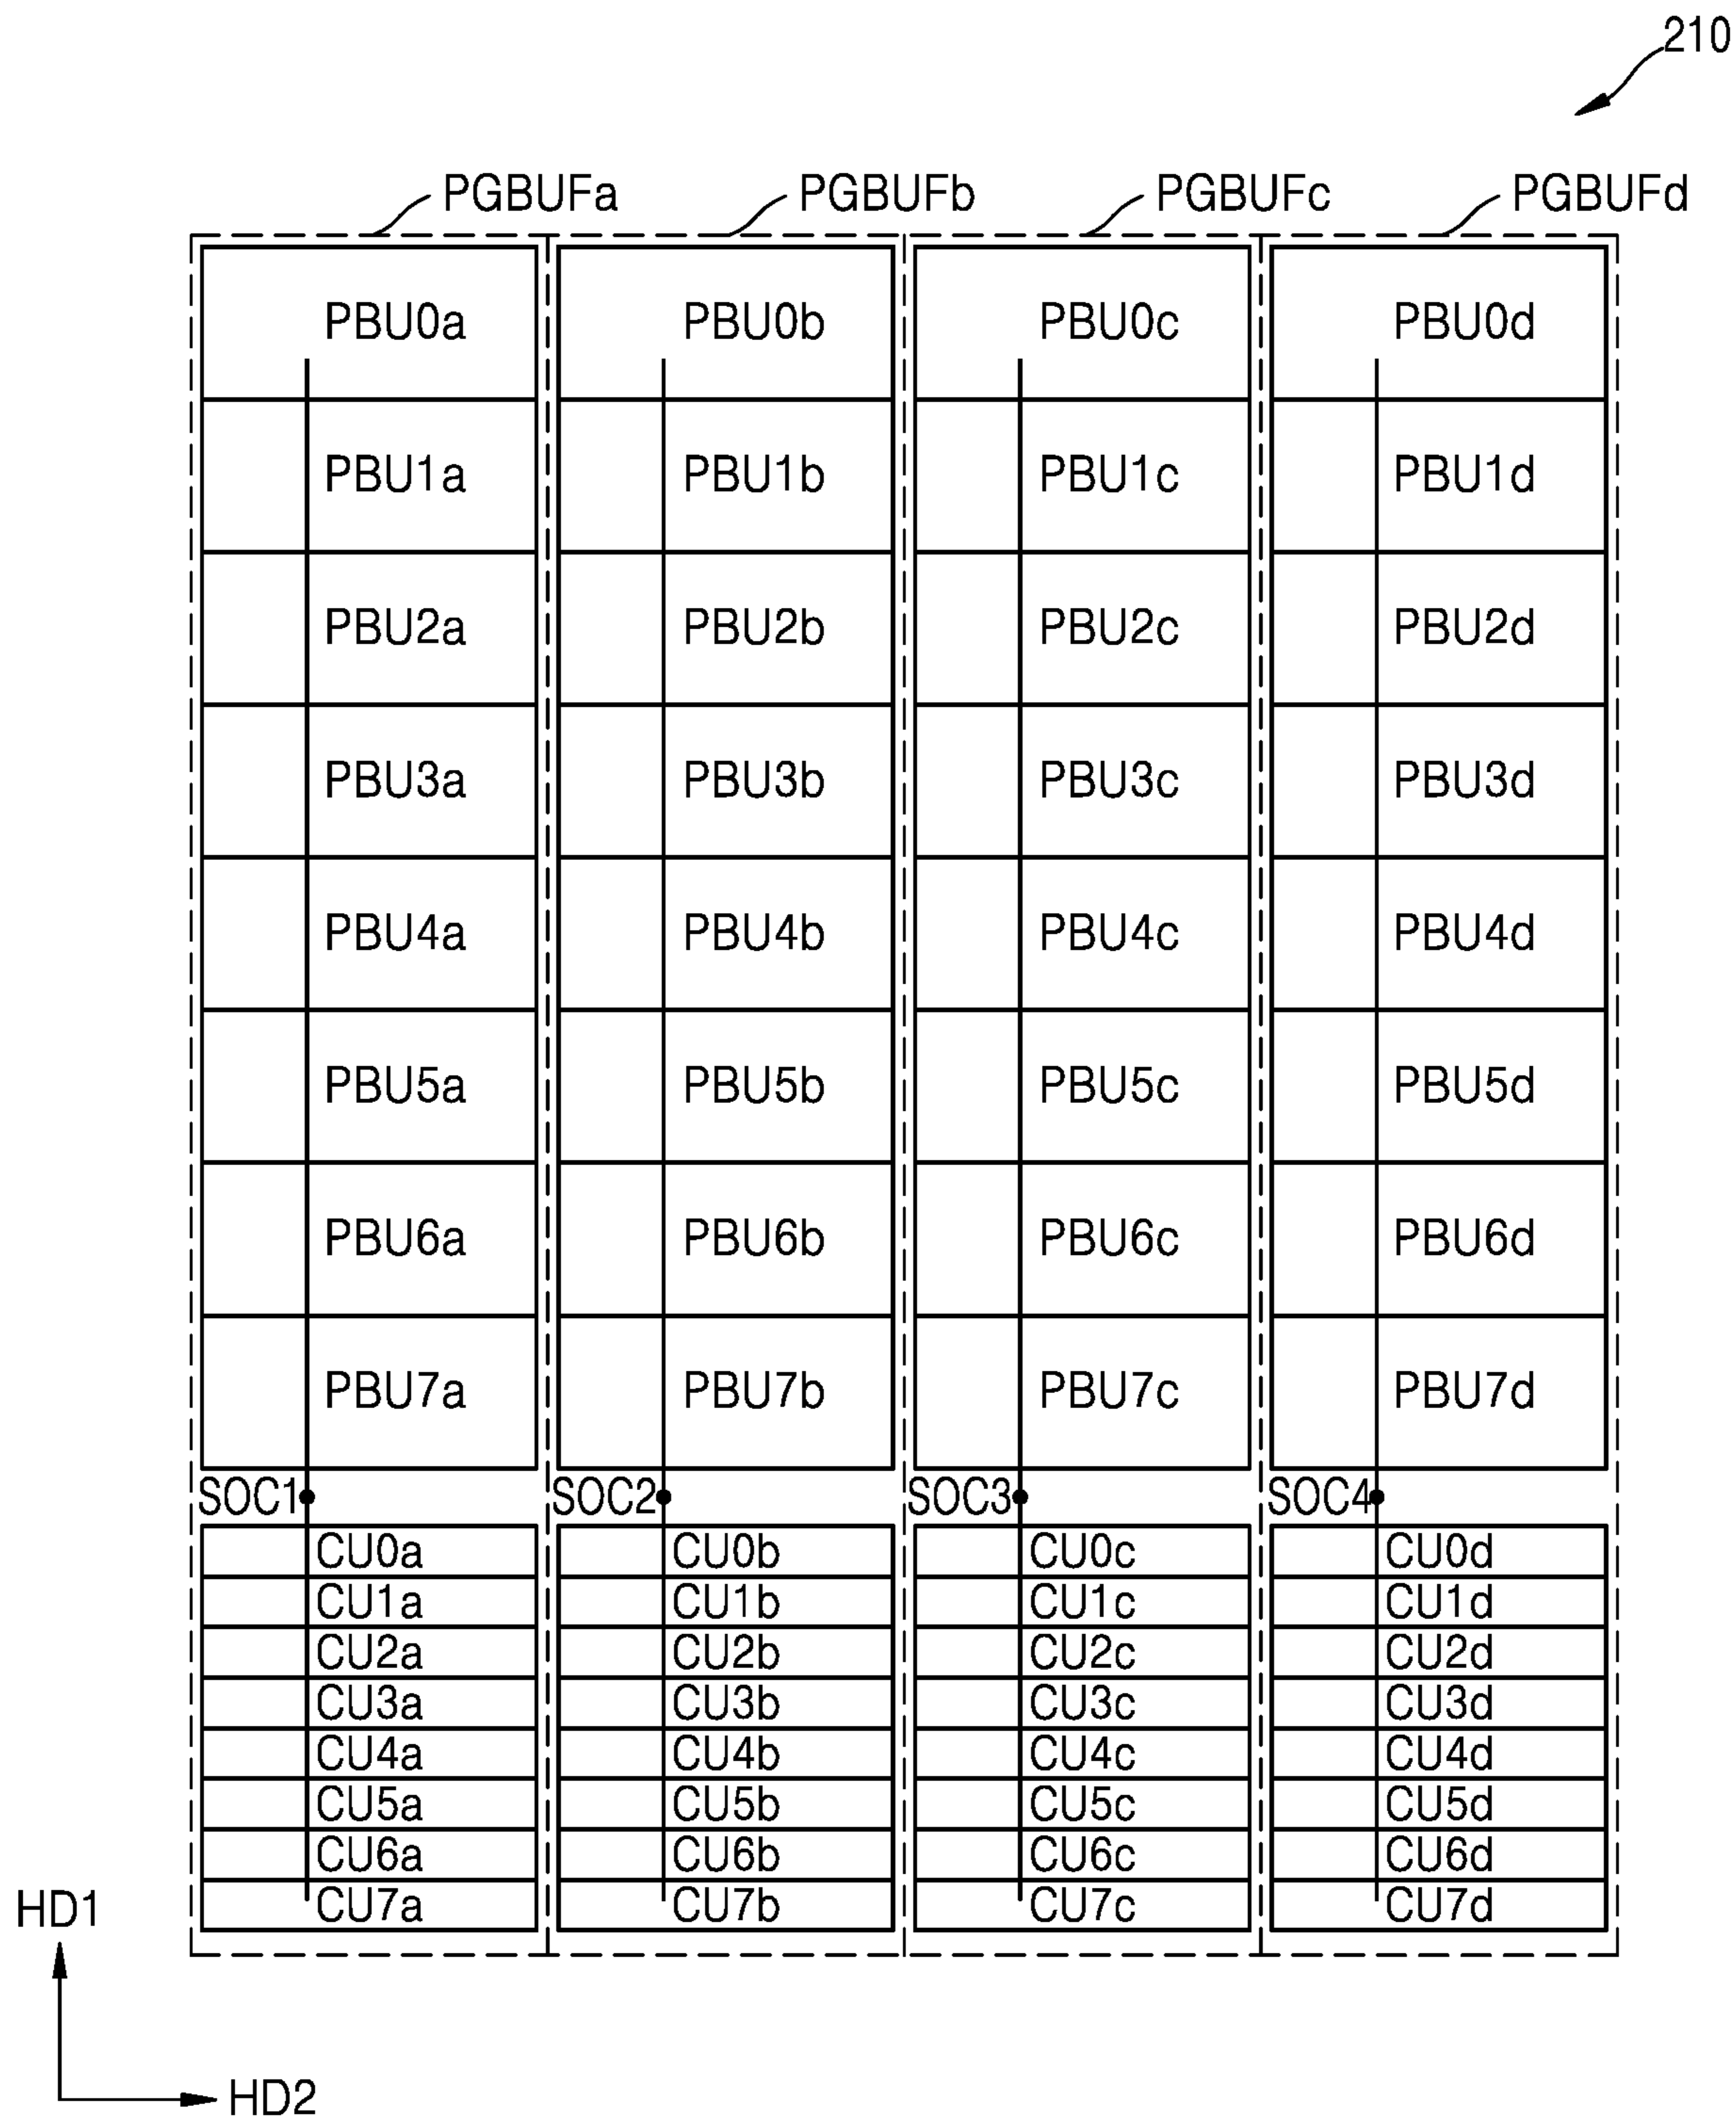 210
PGBUFa PGBUFb PGBUFc PGBUFd
PBU0a PBU0b PBU0c PBU0d
PBU1a PBU1b PBU1c PBU1d
PBU2a PBU2b PBU2c PBU2d
PBU3a PBU3b PBU3c PBU3d
PBU4a PBU4b PBU4c PBU4d
PBU5a PBU5b PBU5c PBU5d
PBU6a PBU6b PBU6c PBU6d
PBU7a PBU7b PBU7c PBU7d
SOC1 SOC2 SOC3 SOC4
CU0a CU0b CU0c CU0d
CU1a CU1b CU1c CU1d
CU2a CU2b CU2c CU2d
CU3a CU3b CU3c CU3d
CU4a CU4b CU4c CU4d
CU5a CU5b CU5c CU5d
CU6a CU6b CU6c CU6d
CU7a CU7b CU7c CU7d
HD1
HD2